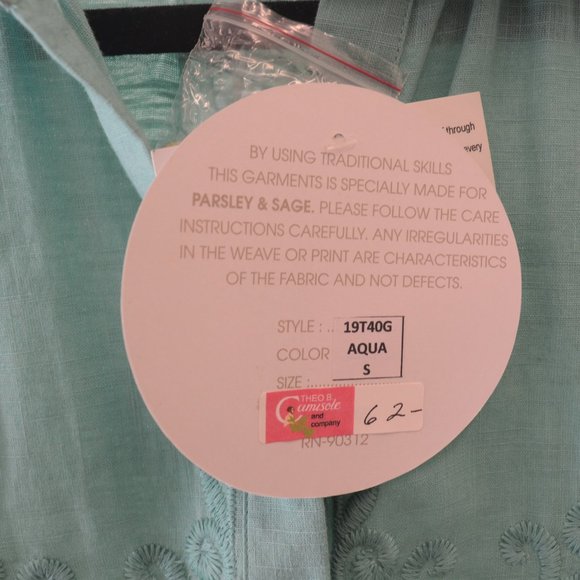 through
every
BY USING TRADITIONAL SKILLS
THIS GARMENTS IS SPECIALLY MADE FOR
PARSLEY & SAGE. PLEASE FOLLOW THE CARE
INSTRUCTIONS CAREFULLY. ANY IRREGULARITIES
IN THE WEAVE OR PRINT ARE CHARACTERISTICS
OF THE FABRIC AND NOT DEFECTS.
STYLE : .. 19T40G
COLOR AQUA
S
SIZE :.....
THEO B.
Camisole
and
company
62-
RN-90312